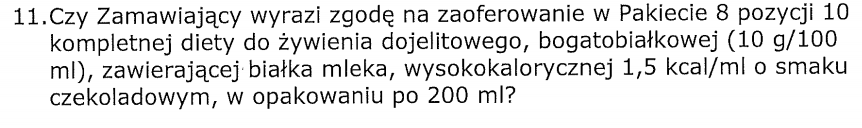 11.Czy Zamawiający wyrazi zgodę na zaoferowanie w Pakiecie 8 pozycji 10
kompletnej diety do żywienia dojelitowego, bogatobiałkowej (10 g/100
ml), zawierającej białka mleka, wysokokalorycznej 1,5 kcal/ml o smaku
czekoladowym, w opakowaniu po 200 ml?